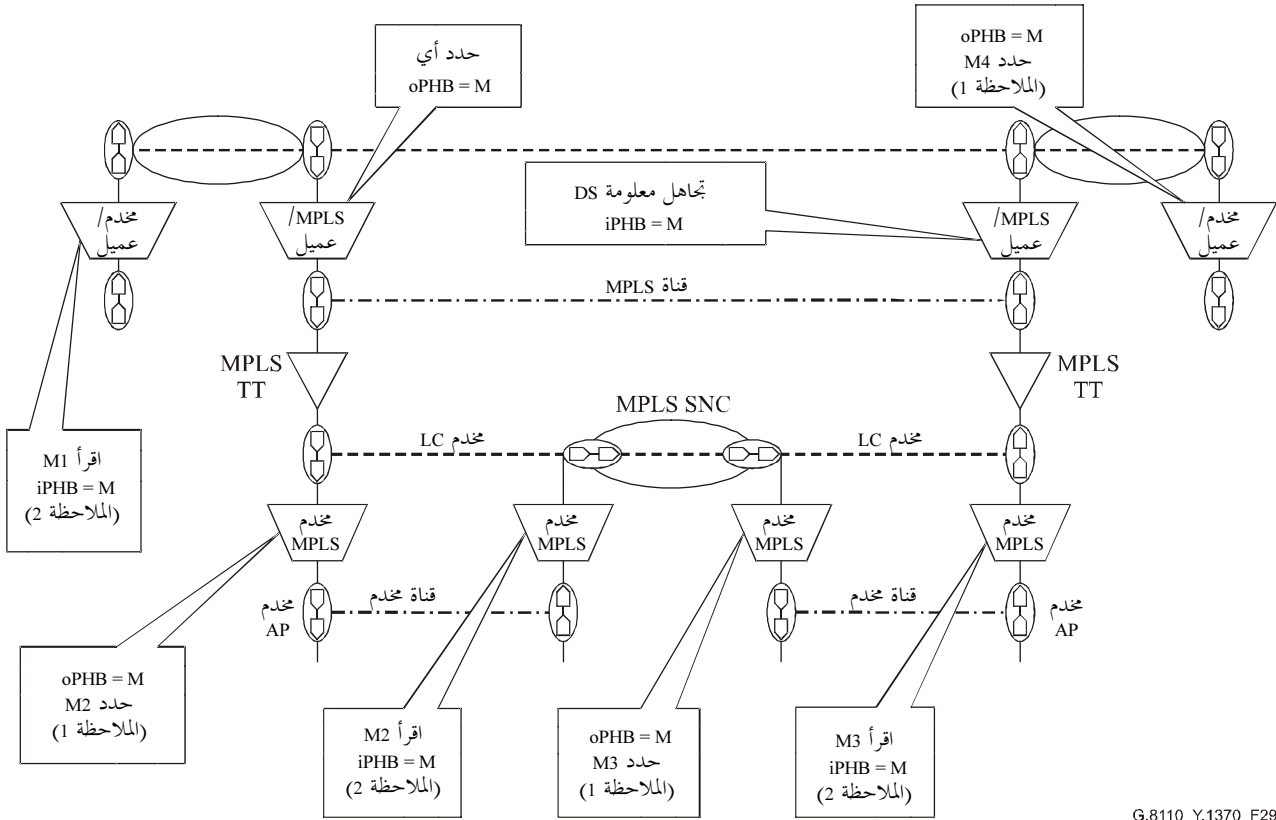 حدد أي
oPHB = M
oPHB = M
حدد M4
(الملاحظة 1)
تجاهل معلومة DS
iPHB = M
مخدم/
عميل
MPLS/
عميل
MPLS/
عميل
مخدم/
عميل
قناة MPLS
MPLS
TT
MPLS
TT
MPLS SNC
مخدم LC
مخدم LC
اقرأ M1
iPHB = M
(الملاحظة 2)
مخدم
MPLS
مخدم
MPLS
مخدم
MPLS
مخدم
MPLS
مخدم
AP
قناة مخدم
قناة مخدم
مخدم
AP
oPHB = M
حدد M2
(الملاحظة 1)
اقرأ M2
iPHB = M
(الملاحظة 2)
oPHB = M
حدد M3
(الملاحظة 1)
اقرأ M3
iPHB = M
(الملاحظة 2)
G.8110_Y.1370_F29